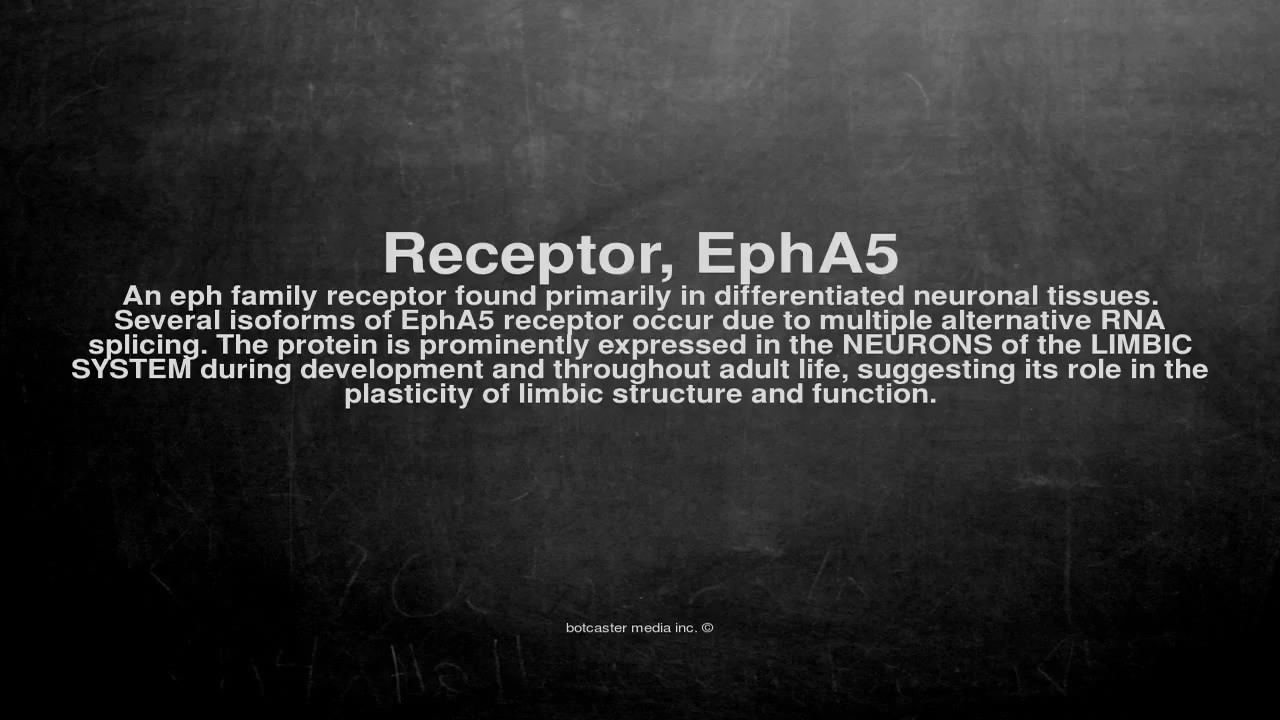 Receptor, EphA5
An eph family receptor found primarily in differentiated neuronal tissues.
Several isoforms of EphA5 receptor occur due to multiple alternative RNA
splicing. The protein is prominently expressed in the NEURONS of the LIMBIC
SYSTEM during development and throughout adult life, suggesting its role in the
plasticity of limbic structure and function.
botcaster media inc. ©